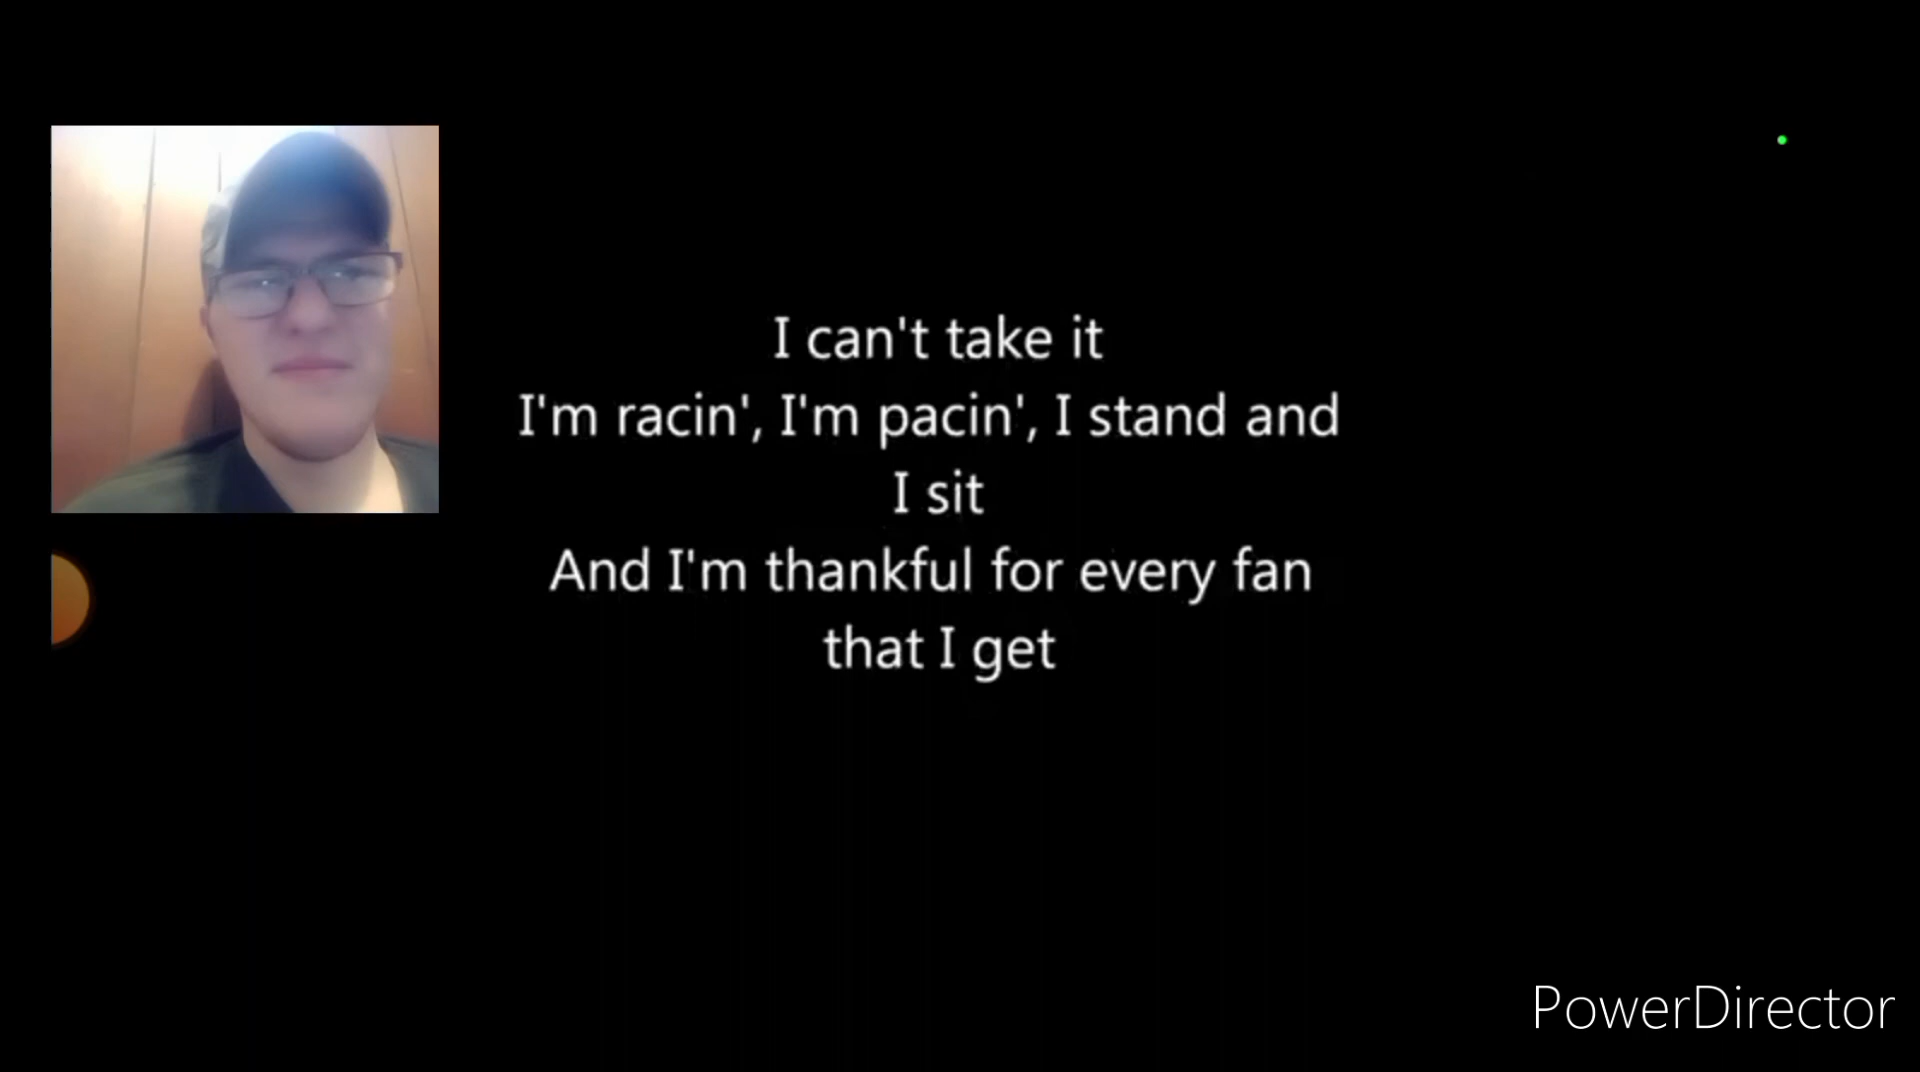 I can't take it
I'm racin', I'm pacin', I stand and
I sit
And I'm thankful for every fan
that I get
PowerDirector